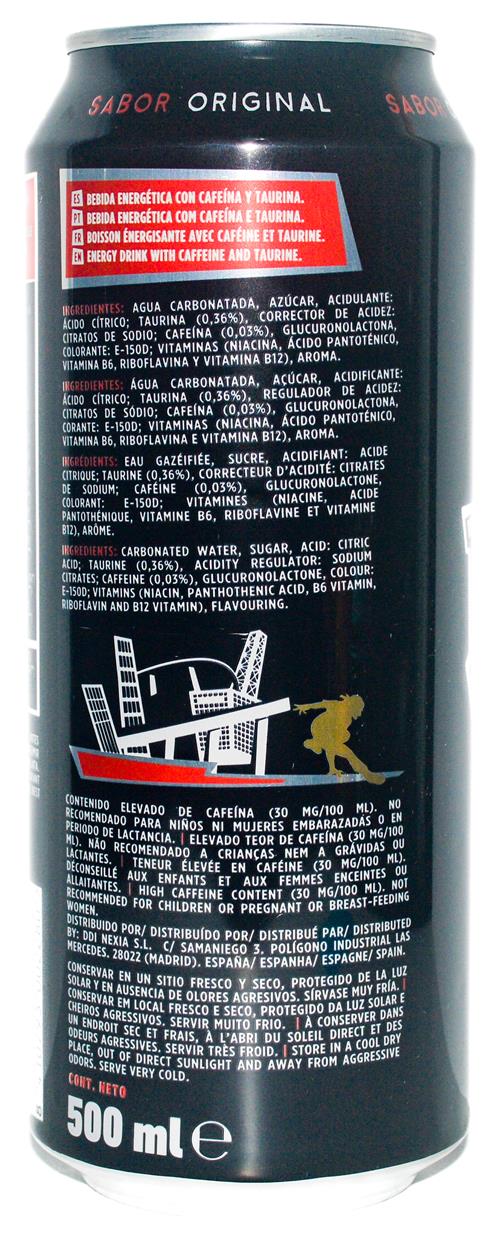 SABOR ORIGINAL SABOR
ES BEBIDA ENERGÉTICA CON CAFEÍNA Y TAURINA.
PT BEBIDA ENERGÉTICA COM CAFEÍNA E TAURINA.
FR BOISSON ÉNERGISANTE AVEC CAFÉINE ET TAURINE.
EN ENERGY DRINK WITH CAFFEINE AND TAURINE.
INGREDIENTES: AGUA CARBONATADA, AZÚCAR, ACIDULANTE:
ÁCIDO CÍTRICO; TAURINA (0,36%), CORRECTOR DE ACIDEZ:
CITRATOS DE SODIO; CAFEÍNA (0,03%), GLUCURONOLACTONA,
COLORANTE: E-150D; VITAMINAS (NIACINA, ÁCIDO PANTOTÉNICO,
VITAMINA B6, RIBOFLAVINA Y VITAMINA B12), AROMA.
INGREDIENTES: ÁGUA CARBONATADA, AÇÚCAR, ACIDIFICANTE:
ÁCIDO CÍTRICO; TAURINA (0,36%), REGULADOR DE ACIDEZ:
CITRATOS DE SÓDIO; CAFEÍNA (0,03%), GLUCURONOLACTONA,
CORANTE: E-150D; VITAMINAS (NIACINA, ÁCIDO PANTOTÉNICO,
VITAMINA B6, RIBOFLAVINA E VITAMINA B12), AROMA.
INGRÉDIENTS: EAU GAZÉIFIÉE, SUCRE, ACIDIFIANT: ACIDE
CITRIQUE; TAURINE (0,36%), CORRECTEUR D'ACIDITÉ: CITRATES
DE SODIUM; CAFÉINE (0,03%), GLUCURONOLACTONE,
COLORANT: E-150D; VITAMINES (NIACINE, ACIDE
PANTOTHÉNIQUE, VITAMINE B6, RIBOFLAVINE ET VITAMINE
B12), ARÔME.
INGREDIENTS: CARBONATED WATER, SUGAR, ACID: CITRIC
ACID; TAURINE (0,36%), ACIDITY REGULATOR: SODIUM
CITRATES; CAFFEINE (0,03%), GLUCURONOLACTONE, COLOUR:
E-150D; VITAMINS (NIACIN, PANTHOTHENIC ACID, B6 VITAMIN,
RIBOFLAVIN AND B12 VITAMIN), FLAVOURING.
CONTENIDO ELEVADO DE CAFEÍNA (30 MG/100 ML). NO
RECOMENDADO PARA NIÑOS NI MUJERES EMBARAZADAS O EN
PERIODO DE LACTANCIA. | ELEVADO TEOR DE CAFEÍNA (30 MG/100
ML). NÃO RECOMENDADO A CRIANÇAS NEM A GRÁVIDAS OU
LACTANTES. | TENEUR ÉLEVÉE EN CAFÉINE (30 MG/100 ML).
DÉCONSEILLÉ AUX ENFANTS ET AUX FEMMES ENCEINTES OU
ALLAITANTES. | HIGH CAFFEINE CONTENT (30 MG/100 ML). NOT
RECOMMENDED FOR CHILDREN OR PREGNANT OR BREAST-FEEDING
WOMEN.
DISTRIBUIDO POR/ DISTRIBUÍDO POR/ DISTRIBUÉ PAR/ DISTRIBUTED
BY: DDI NEXIA S.L. C/ SAMANIEGO 3. POLÍGONO INDUSTRIAL LAS
MERCEDES. 28022 (MADRID). ESPAÑA/ ESPANHA/ ESPAGNE/ SPAIN.
CONSERVAR EN UN SITIO FRESCO Y SECO, PROTEGIDO DE LA LUZ
SOLAR Y EN AUSENCIA DE OLORES AGRESIVOS. SÍRVASE MUY FRÍA. |
CONSERVAR EM LOCAL FRESCO E SECO, PROTEGIDO DA LUZ SOLAR E
CHEIROS AGRESSIVOS. SERVIR MUITO FRIO. | À CONSERVER DANS
UN ENDROIT SEC ET FRAIS, À L'ABRI DU SOLEIL DIRECT ET DES
ODEURS AGRESSIVES. SERVIR TRÈS FROID. | STORE IN A COOL DRY
PLACE, OUT OF DIRECT SUNLIGHT AND AWAY FROM AGGRESSIVE
ODORS. SERVE VERY COLD.
CONT. NETO
500 ml e